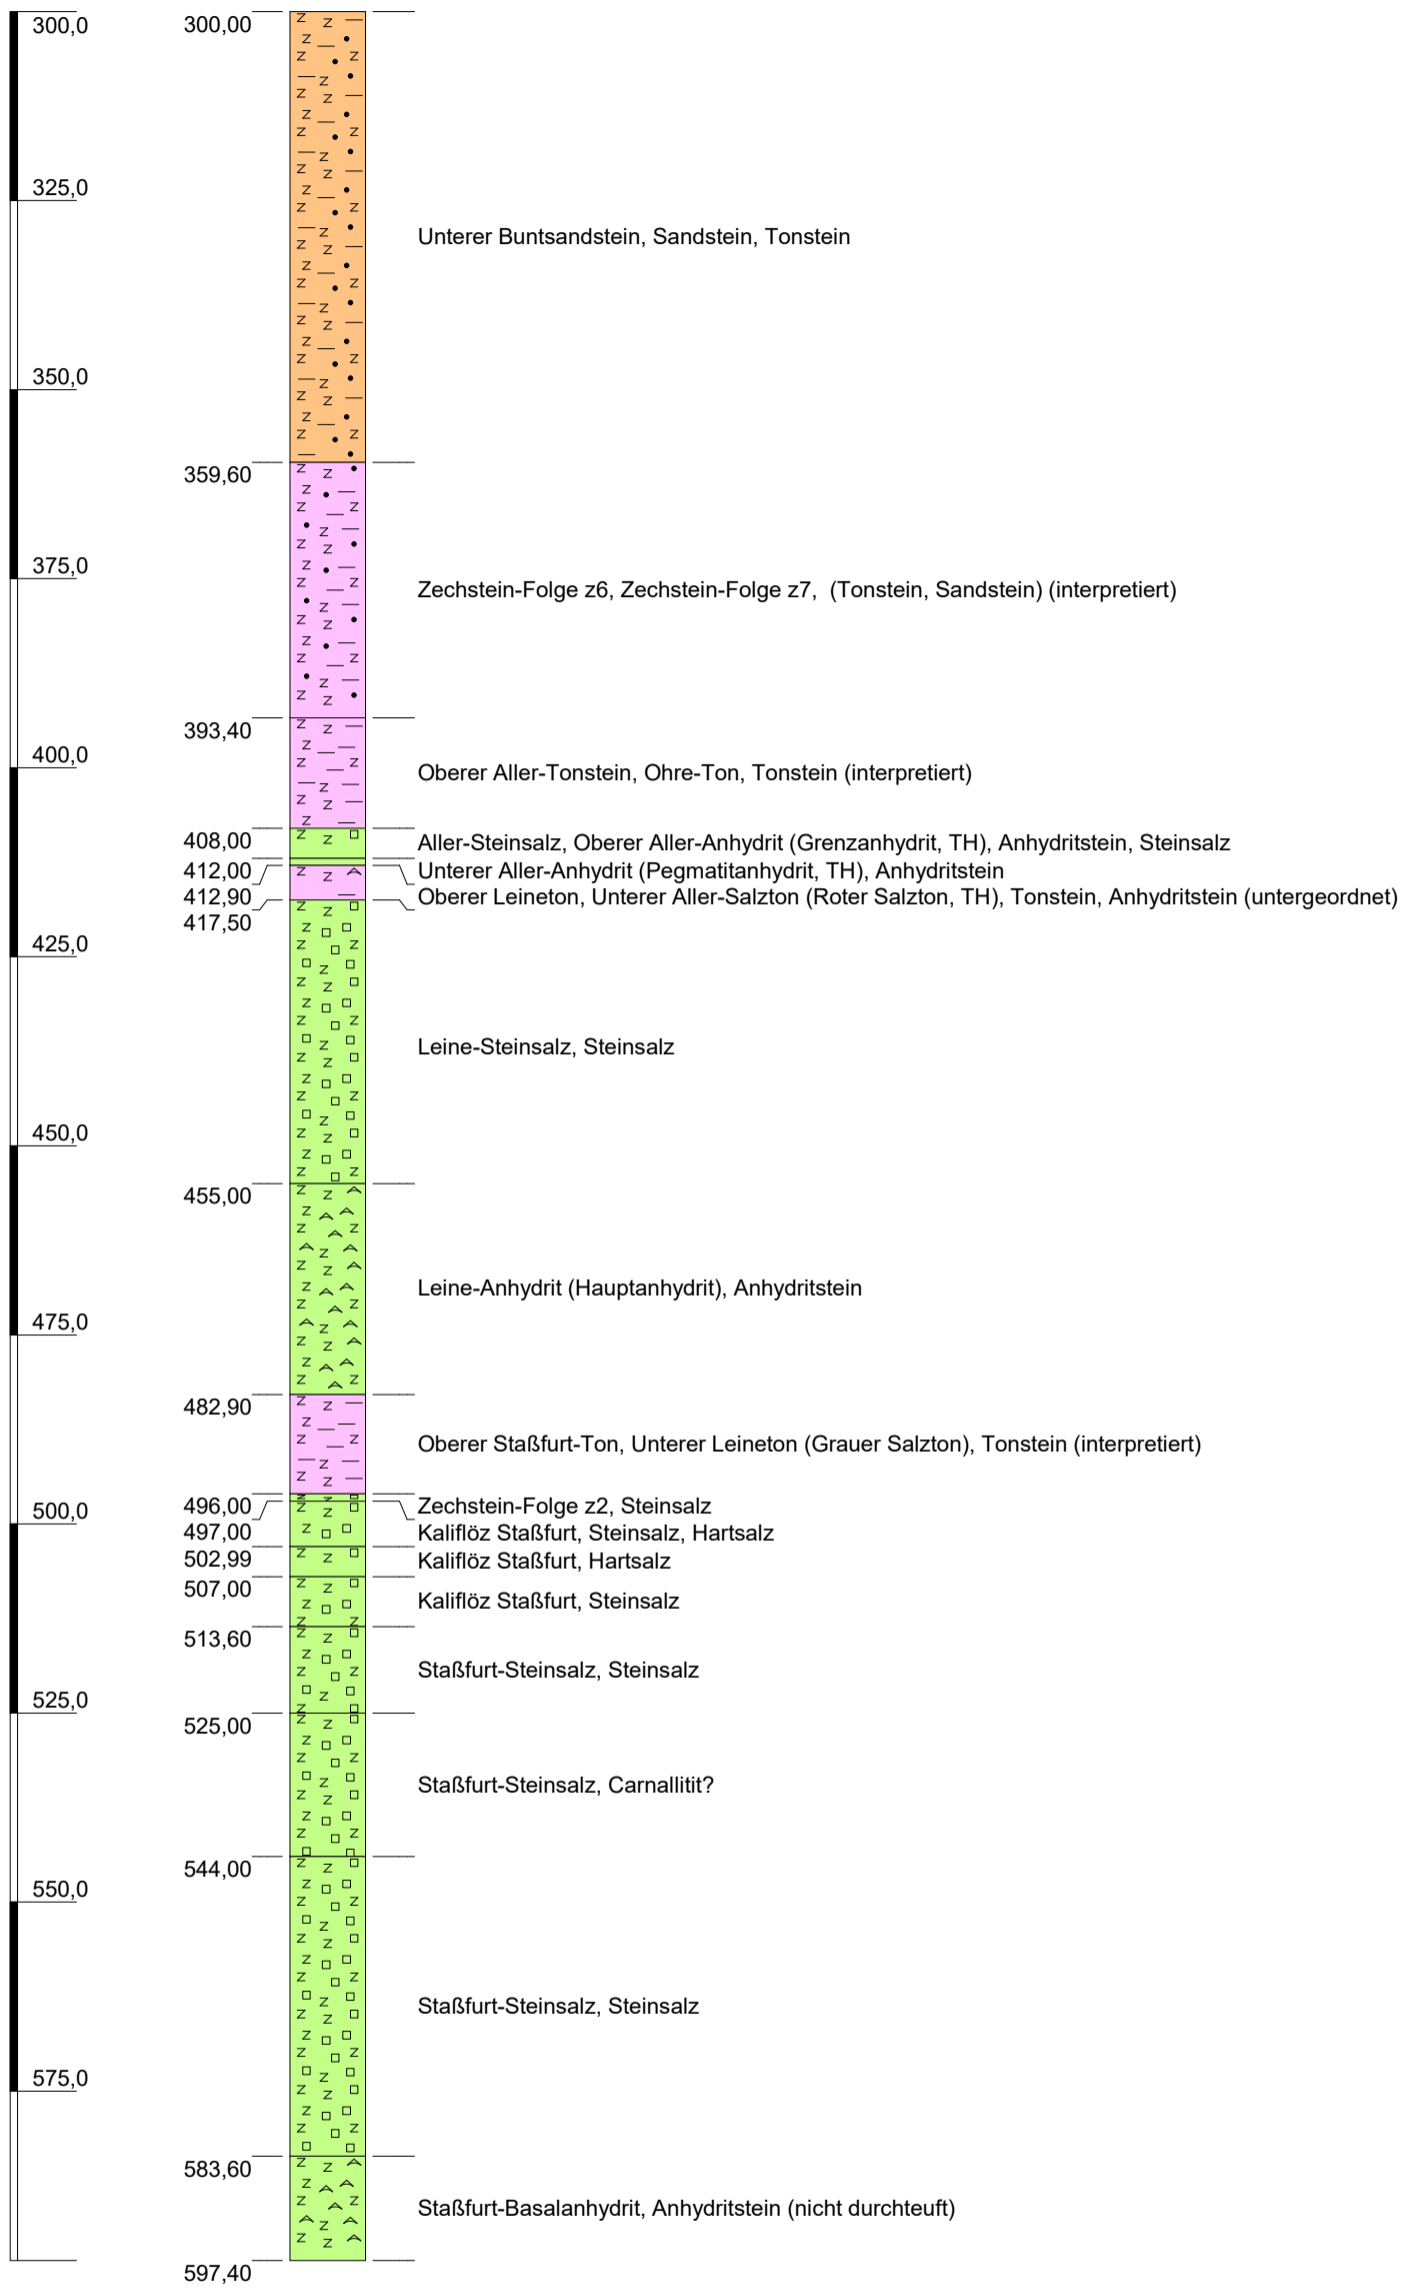 300,0
300,00
325,0
Unterer Buntsandstein, Sandstein, Tonstein
350,0
359,60
375,0
Zechstein-Folge z6, Zechstein-Folge z7,  (Tonstein, Sandstein) (interpretiert)
393,40
400,0
Oberer Aller-Tonstein, Ohre-Ton, Tonstein (interpretiert)
408,00
Aller-Steinsalz, Oberer Aller-Anhydrit (Grenzanhydrit, TH), Anhydritstein, Steinsalz
412,00
Unterer Aller-Anhydrit (Pegmatitanhydrit, TH), Anhydritstein
412,90
Oberer Leineton, Unterer Aller-Salzton (Roter Salzton, TH), Tonstein, Anhydritstein (untergeordnet)
417,50
425,0
Leine-Steinsalz, Steinsalz
450,0
455,00
Leine-Anhydrit (Hauptanhydrit), Anhydritstein
475,0
482,90
Oberer Staßfurt-Ton, Unterer Leineton (Grauer Salzton), Tonstein (interpretiert)
496,00
Zechstein-Folge z2, Steinsalz
500,0
497,00
Kaliflöz Staßfurt, Steinsalz, Hartsalz
502,99
Kaliflöz Staßfurt, Hartsalz
507,00
Kaliflöz Staßfurt, Steinsalz
513,60
Staßfurt-Steinsalz, Steinsalz
525,0
525,00
Staßfurt-Steinsalz, Carnallitit?
544,00
550,0
Staßfurt-Steinsalz, Steinsalz
575,0
583,60
Staßfurt-Basalanhydrit, Anhydritstein (nicht durchteuft)
597,40